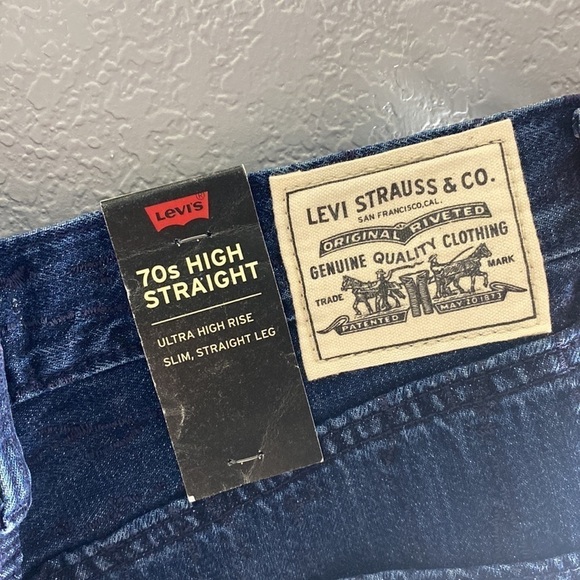 LEVI'S
70s HIGH
STRAIGHT
ULTRA HIGH RISE
SLIM, STRAIGHT LEG
LEVI STRAUSS & CO.
SAN FRANCISCO, CAL.
ORIGINAL RIVETED
GENUINE QUALITY CLOTHING
TRADE MARK
PATENTED MAY 20 1873